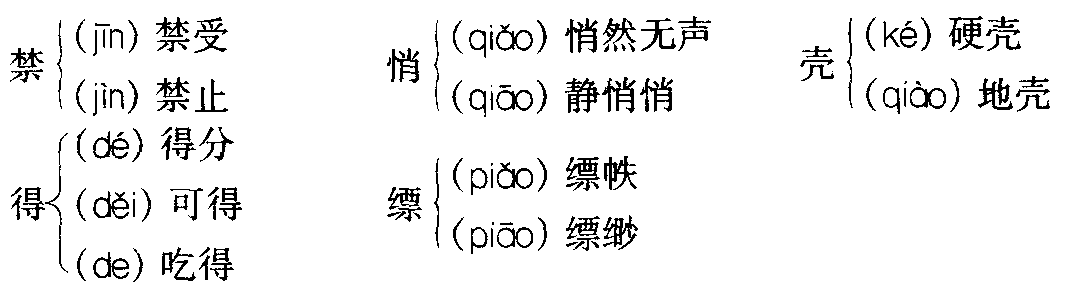 禁 (jīn) 禁受
(jìn) 禁止
悄 (qiǎo) 悄然无声
(qiāo) 静悄悄
壳 (ké) 硬壳
(qiào) 地壳
得 (dé) 得分
(děi) 可得
(de) 吃得
缥 (piǎo) 缥帙
(piāo) 缥缈